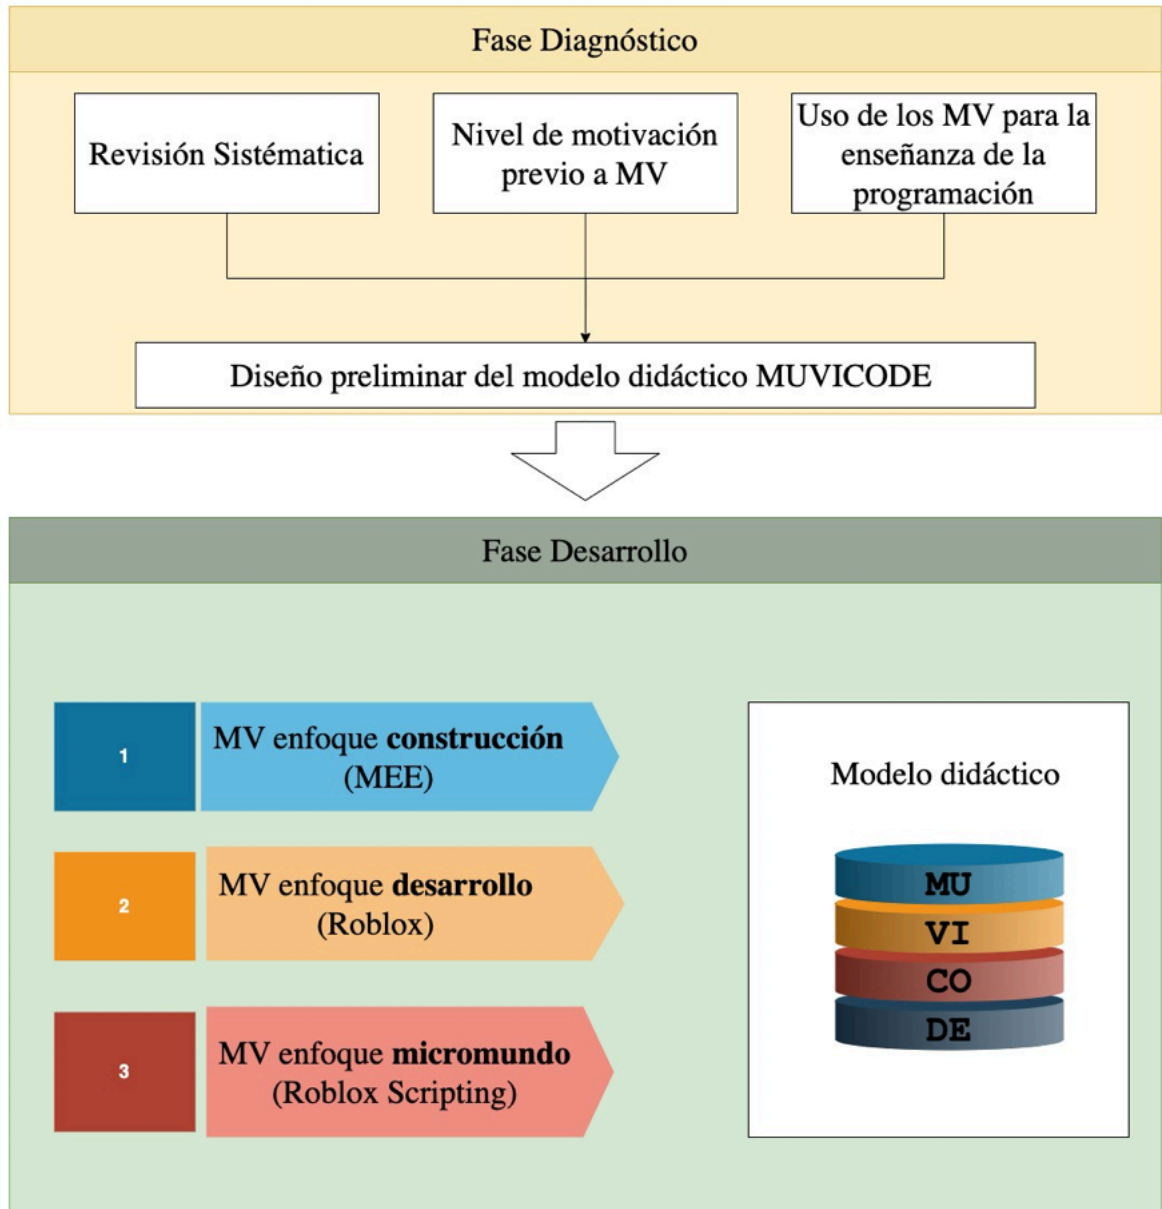 Fase Diagnóstico
Revisión Sistématica
Nivel de motivación
previo a MV
Uso de los MV para la
enseñanza de la
programación
Diseño preliminar del modelo didáctico MUVICODE
Fase Desarrollo
1
MV enfoque construcción
(MEE)
2
MV enfoque desarrollo
(Roblox)
3
MV enfoque micromundo
(Roblox Scripting)
Modelo didáctico
MU
VI
CO
DE